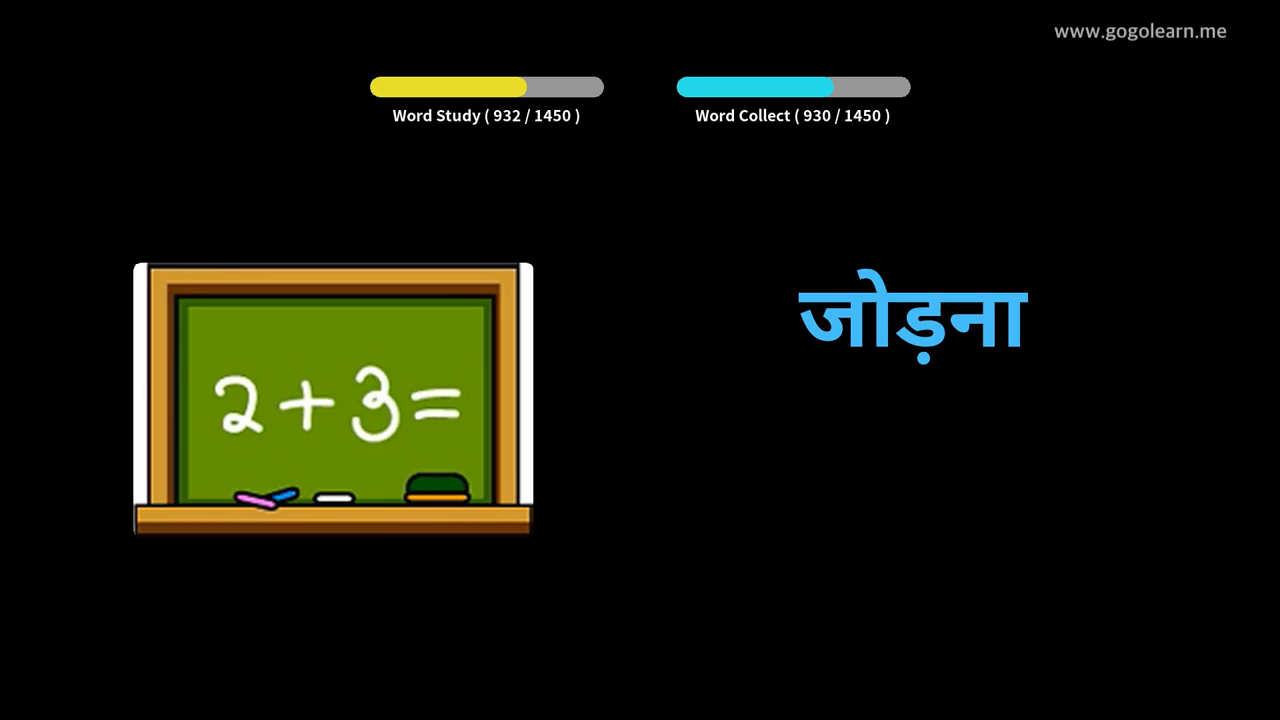 www.gogolearn.me
Word Study ( 932 / 1450 )
Word Collect ( 930 / 1450 )
2+3=
जोड़ना